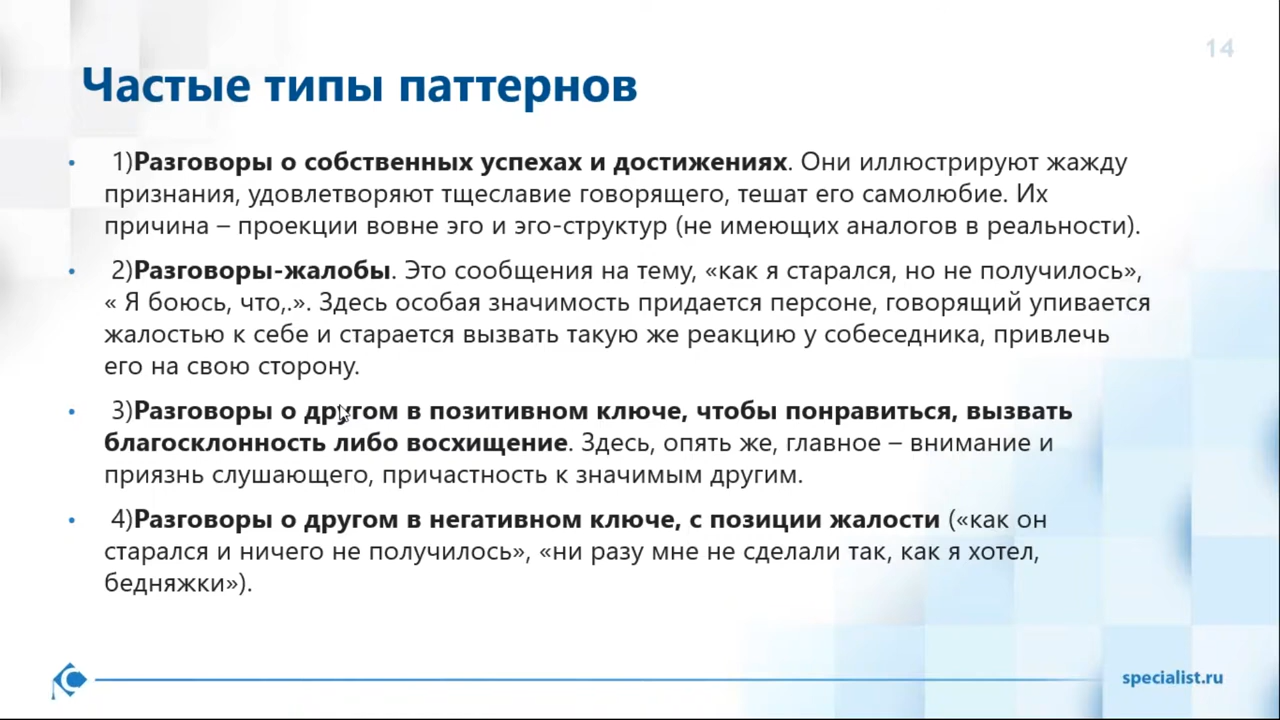 14
Частые типы паттернов
• 1)Разговоры о собственных успехах и достижениях. Они иллюстрируют жажду
признания, удовлетворяют тщеславие говорящего, тешат его самолюбие. Их
причина – проекции вовне эго и эго-структур (не имеющих аналогов в реальности).
• 2)Разговоры-жалобы. Это сообщения на тему, «как я старался, но не получилось»,
« Я боюсь, что,.». Здесь особая значимость придается персоне, говорящий упивается
жалостью к себе и старается вызвать такую же реакцию у собеседника, привлечь
его на свою сторону.
• 3)Разговоры о другом в позитивном ключе, чтобы понравиться, вызвать
благосклонность либо восхищение. Здесь, опять же, главное – внимание и
приязнь слушающего, причастность к значимым другим.
• 4)Разговоры о другом в негативном ключе, с позиции жалости («как он
старался и ничего не получилось», «ни разу мне не сделали так, как я хотел,
бедняжки»).
specialist.ru